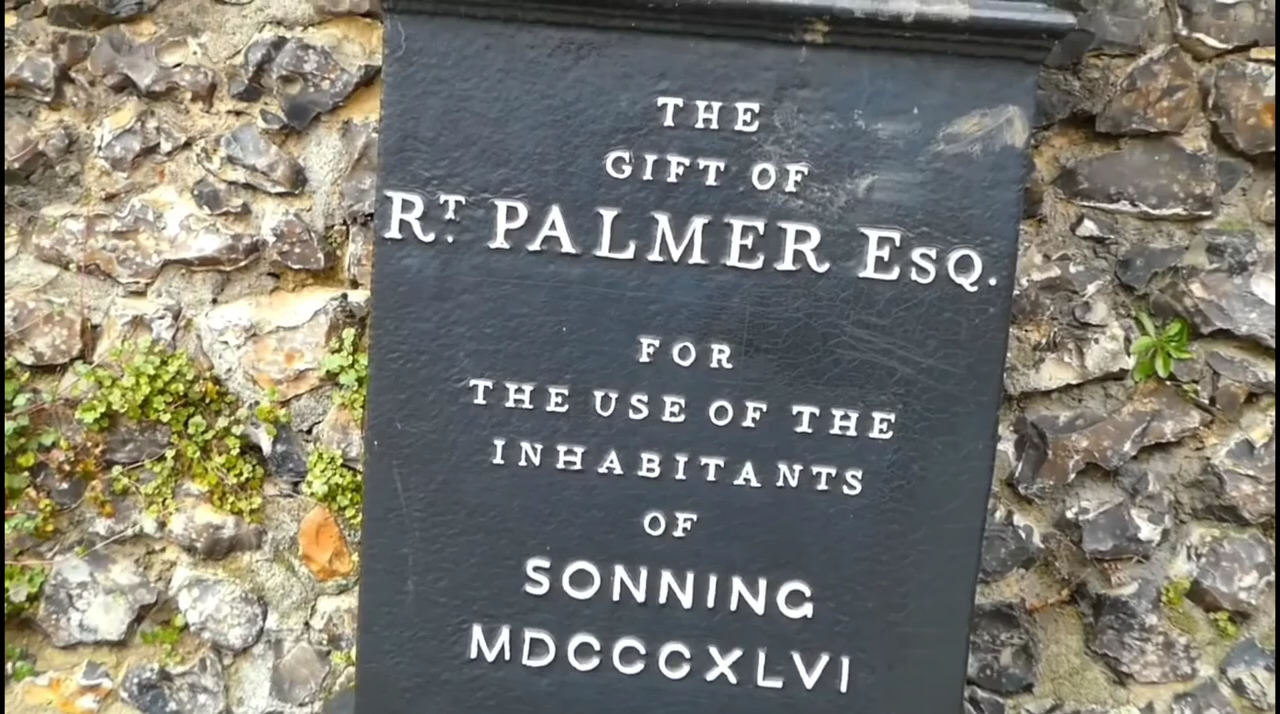 THE
GIFT OF
RT. PALMER ESQ.
FOR
THE USE OF THE
INHABITANTS
OF
SONNING
MDCCCXLVI